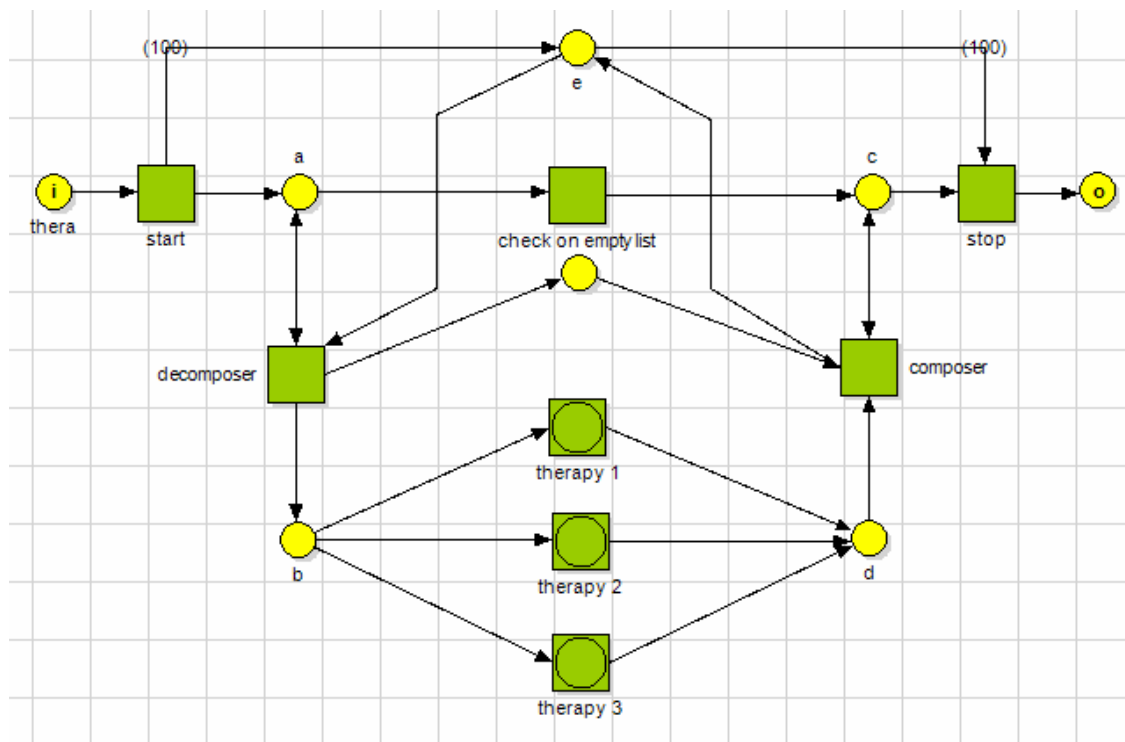 (100)
(100)
e
a
c
i
o
thera
start
check on empty list
stop
decomposer
composer
therapy 1
b
therapy 2
d
therapy 3